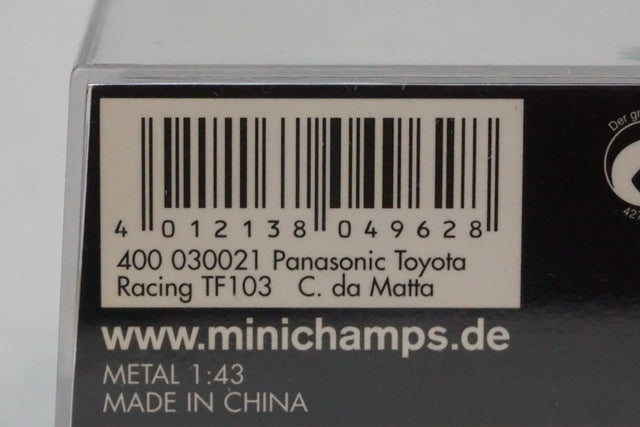 4 012138 049628
400 030021 Panasonic Toyota
Racing TF103 C. da Matta
www.minichamps.de
METAL 1:43
MADE IN CHINA
Der